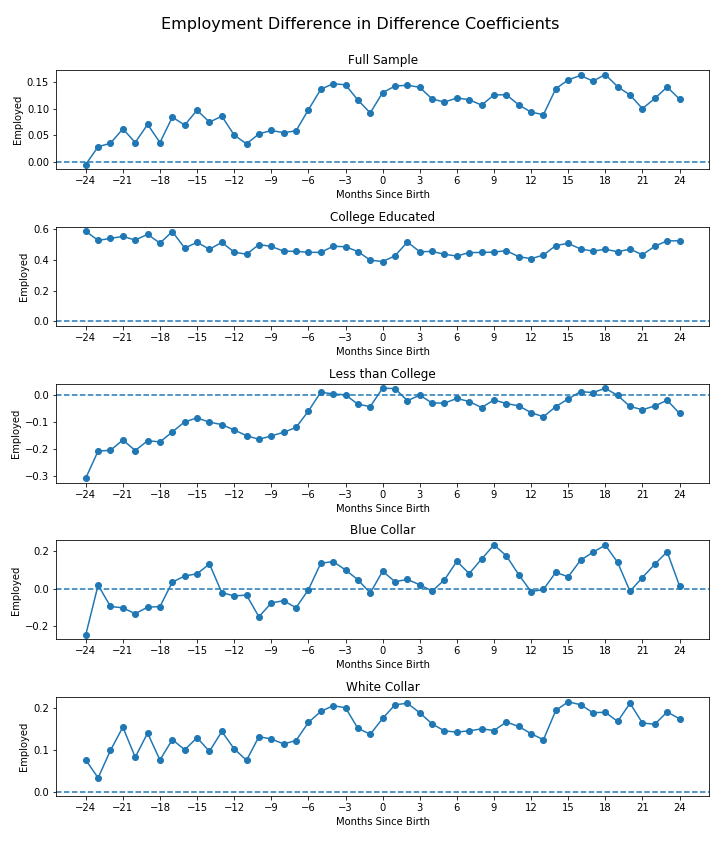 Employment Difference in Difference Coefficients
Full Sample
Employed
0.15
0.10
0.05
0.00
−24 −21 −18 −15 −12 −9 −6 −3 0 3 6 9 12 15 18 21 24
Months Since Birth
College Educated
Employed
0.6
0.4
0.2
0.0
−24 −21 −18 −15 −12 −9 −6 −3 0 3 6 9 12 15 18 21 24
Months Since Birth
Less than College
Employed
0.0
−0.1
−0.2
−0.3
−24 −21 −18 −15 −12 −9 −6 −3 0 3 6 9 12 15 18 21 24
Months Since Birth
Blue Collar
Employed
0.2
0.0
−0.2
−24 −21 −18 −15 −12 −9 −6 −3 0 3 6 9 12 15 18 21 24
Months Since Birth
White Collar
Employed
0.2
0.1
0.0
−24 −21 −18 −15 −12 −9 −6 −3 0 3 6 9 12 15 18 21 24
Months Since Birth